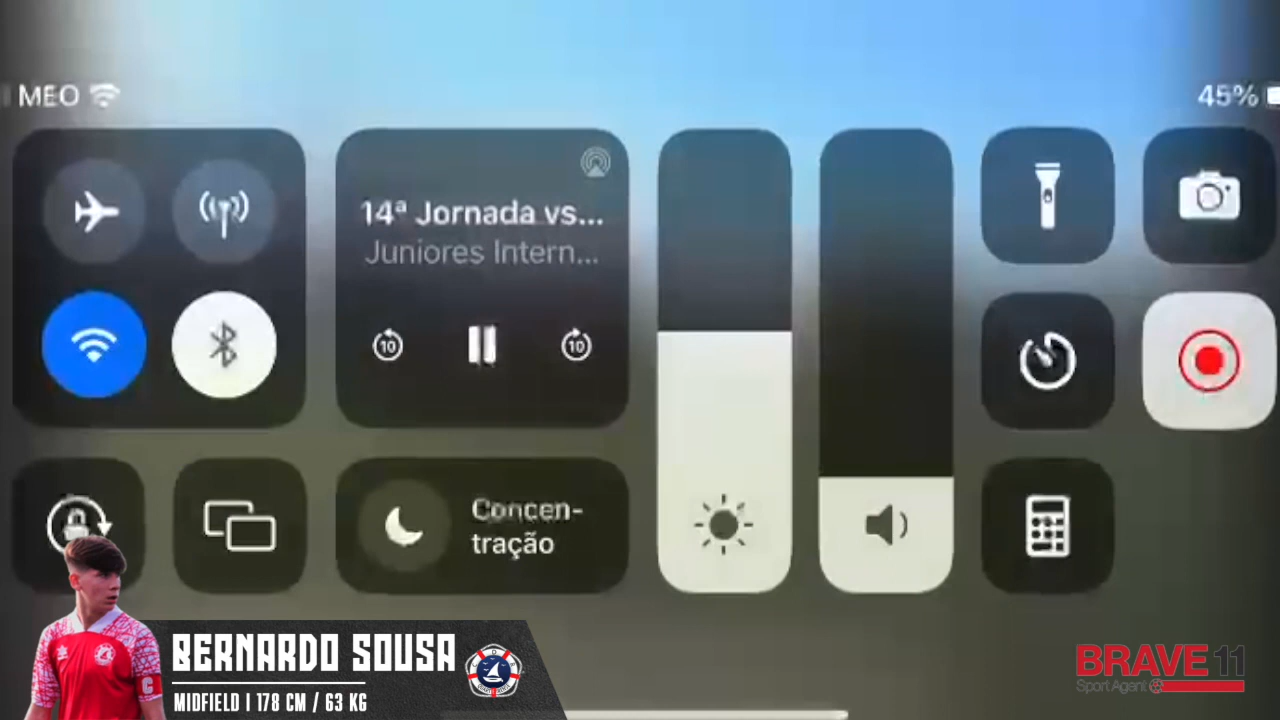 MEO
45%
14ª Jornada vs...
Juniores Intern...
10
10
Concen-
tração
BERNARDO SOUSA
MIDFIELD | 178 CM / 63 KG
C
BRAVE 11
Sport Agent